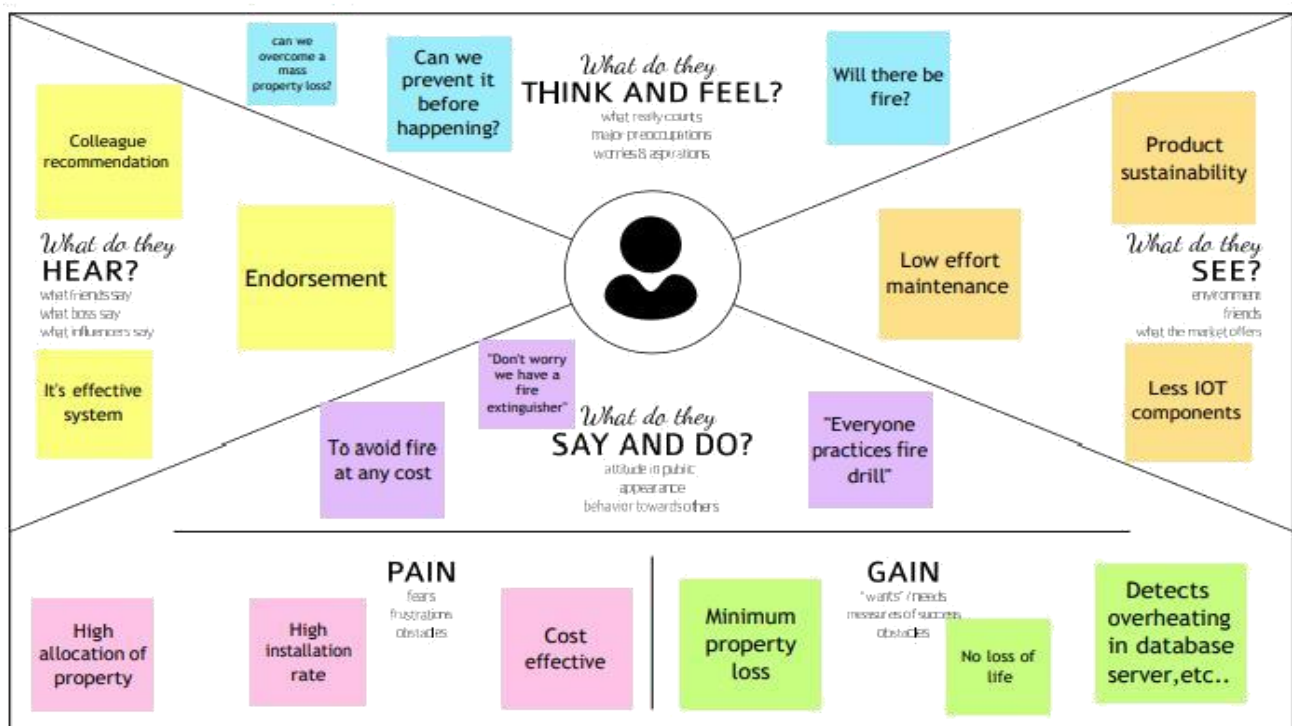 can we
overcome a
mass
property loss?
Can we
prevent it
before
happening?
What do they
THINK AND FEEL?
what really counts
major preoccupations
worries & aspirations
Will there be
fire?
Colleague
recommendation
What do they
HEAR?
what friends say
what boss say
what influencers say
Endorsement
It's effective
system
Product
sustainability
Low effort
maintenance
What do they
SEE?
environment
friends
what the market offers
Less IOT
components
"Don't worry
we have a
fire
extinguisher"
To avoid fire
at any cost
What do they
SAY AND DO?
attitude in public
appearance
behavior towards others
"Everyone
practices fire
drill"
PAIN
fears
frustrations
obstacles
High
allocation of
property
High
installation
rate
Cost
effective
GAIN
"wants" / needs
measures of success
obstacles
Minimum
property
loss
No loss of
life
Detects
overheating
in database
server,etc..